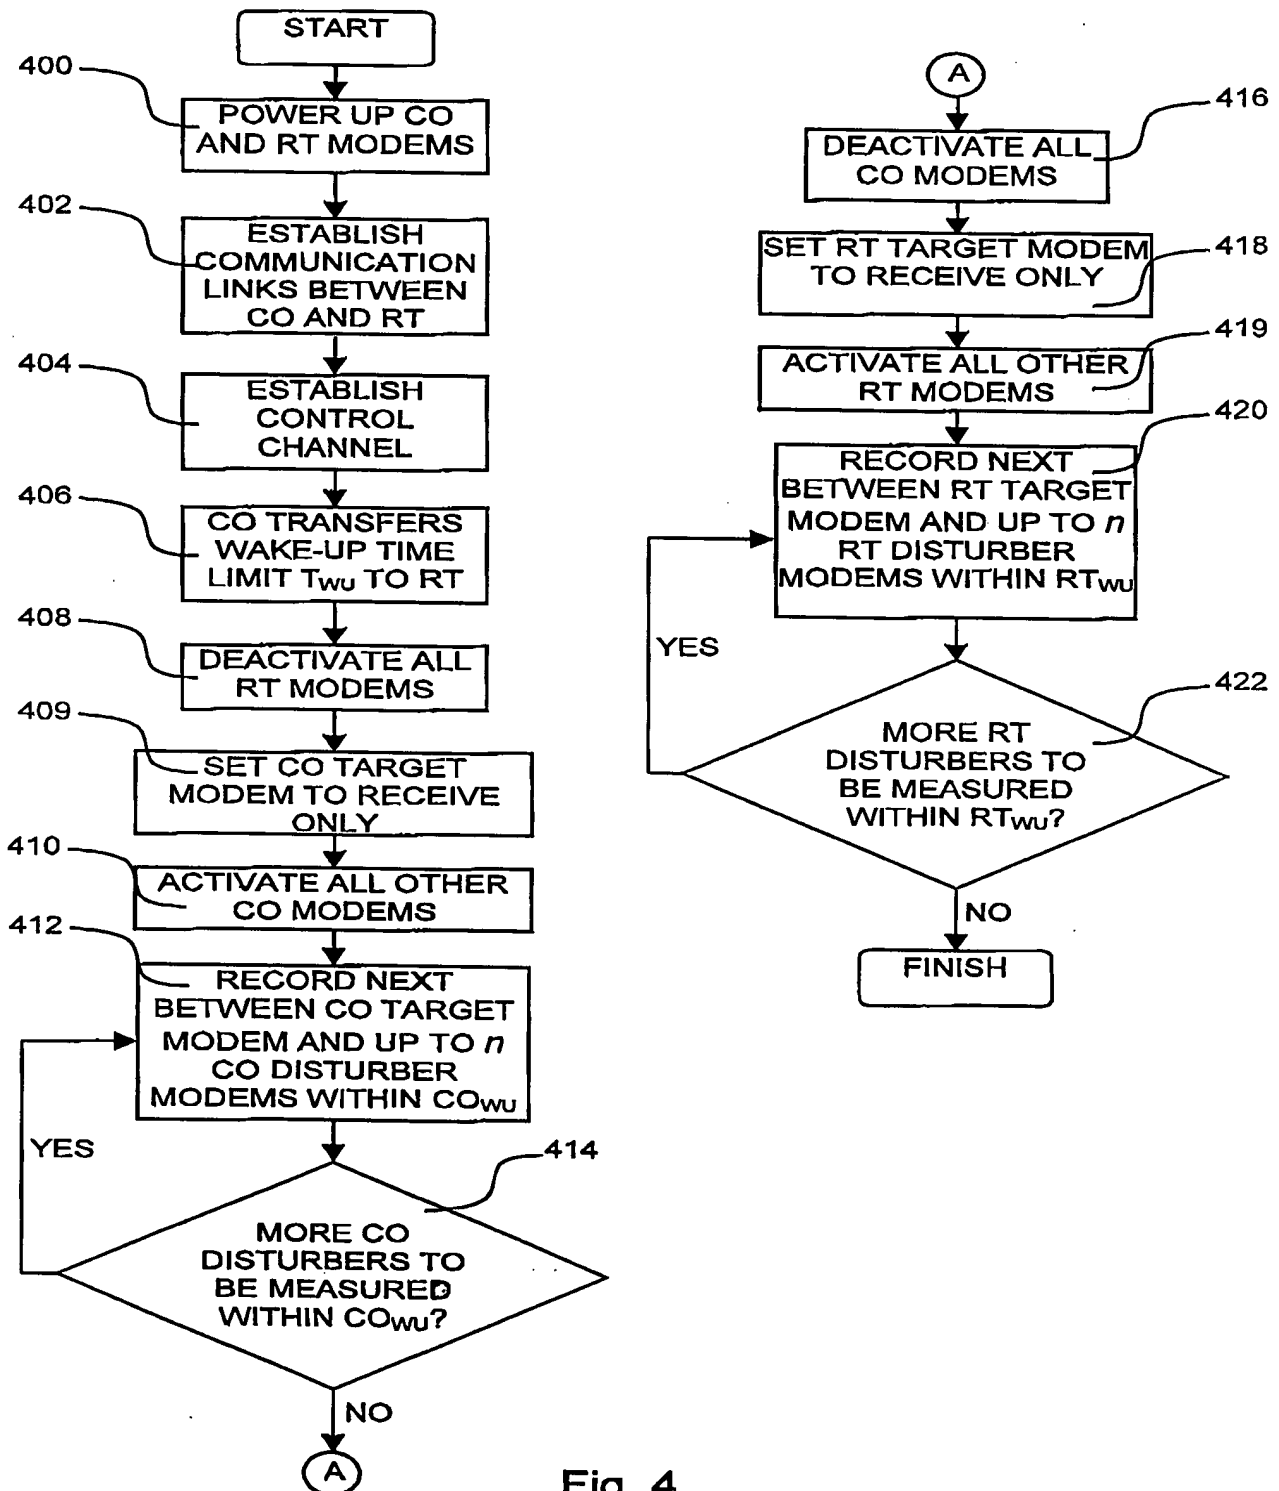 START
400
POWER UP CO
AND RT MODEMS
402
ESTABLISH
COMMUNICATION
LINKS BETWEEN
CO AND RT
404
ESTABLISH
CONTROL
CHANNEL
406
CO TRANSFERS
WAKE-UP TIME
LIMIT TWU TO RT
408
DEACTIVATE ALL
RT MODEMS
409
SET CO TARGET
MODEM TO RECEIVE
ONLY
410
ACTIVATE ALL OTHER
CO MODEMS
412
RECORD NEXT
BETWEEN CO TARGET
MODEM AND UP TO n
CO DISTURBER
MODEMS WITHIN COWU
YES
414
MORE CO
DISTURBERS TO
BE MEASURED
WITHIN COWU?
NO
A
A
416
DEACTIVATE ALL
CO MODEMS
SET RT TARGET MODEM
TO RECEIVE ONLY
418
419
ACTIVATE ALL OTHER
RT MODEMS
420
RECORD NEXT
BETWEEN RT TARGET
MODEM AND UP TO n
RT DISTURBER
MODEMS WITHIN RTWU
YES
422
MORE RT
DISTURBERS TO
BE MEASURED
WITHIN RTWU?
NO
FINISH
Fig. 4